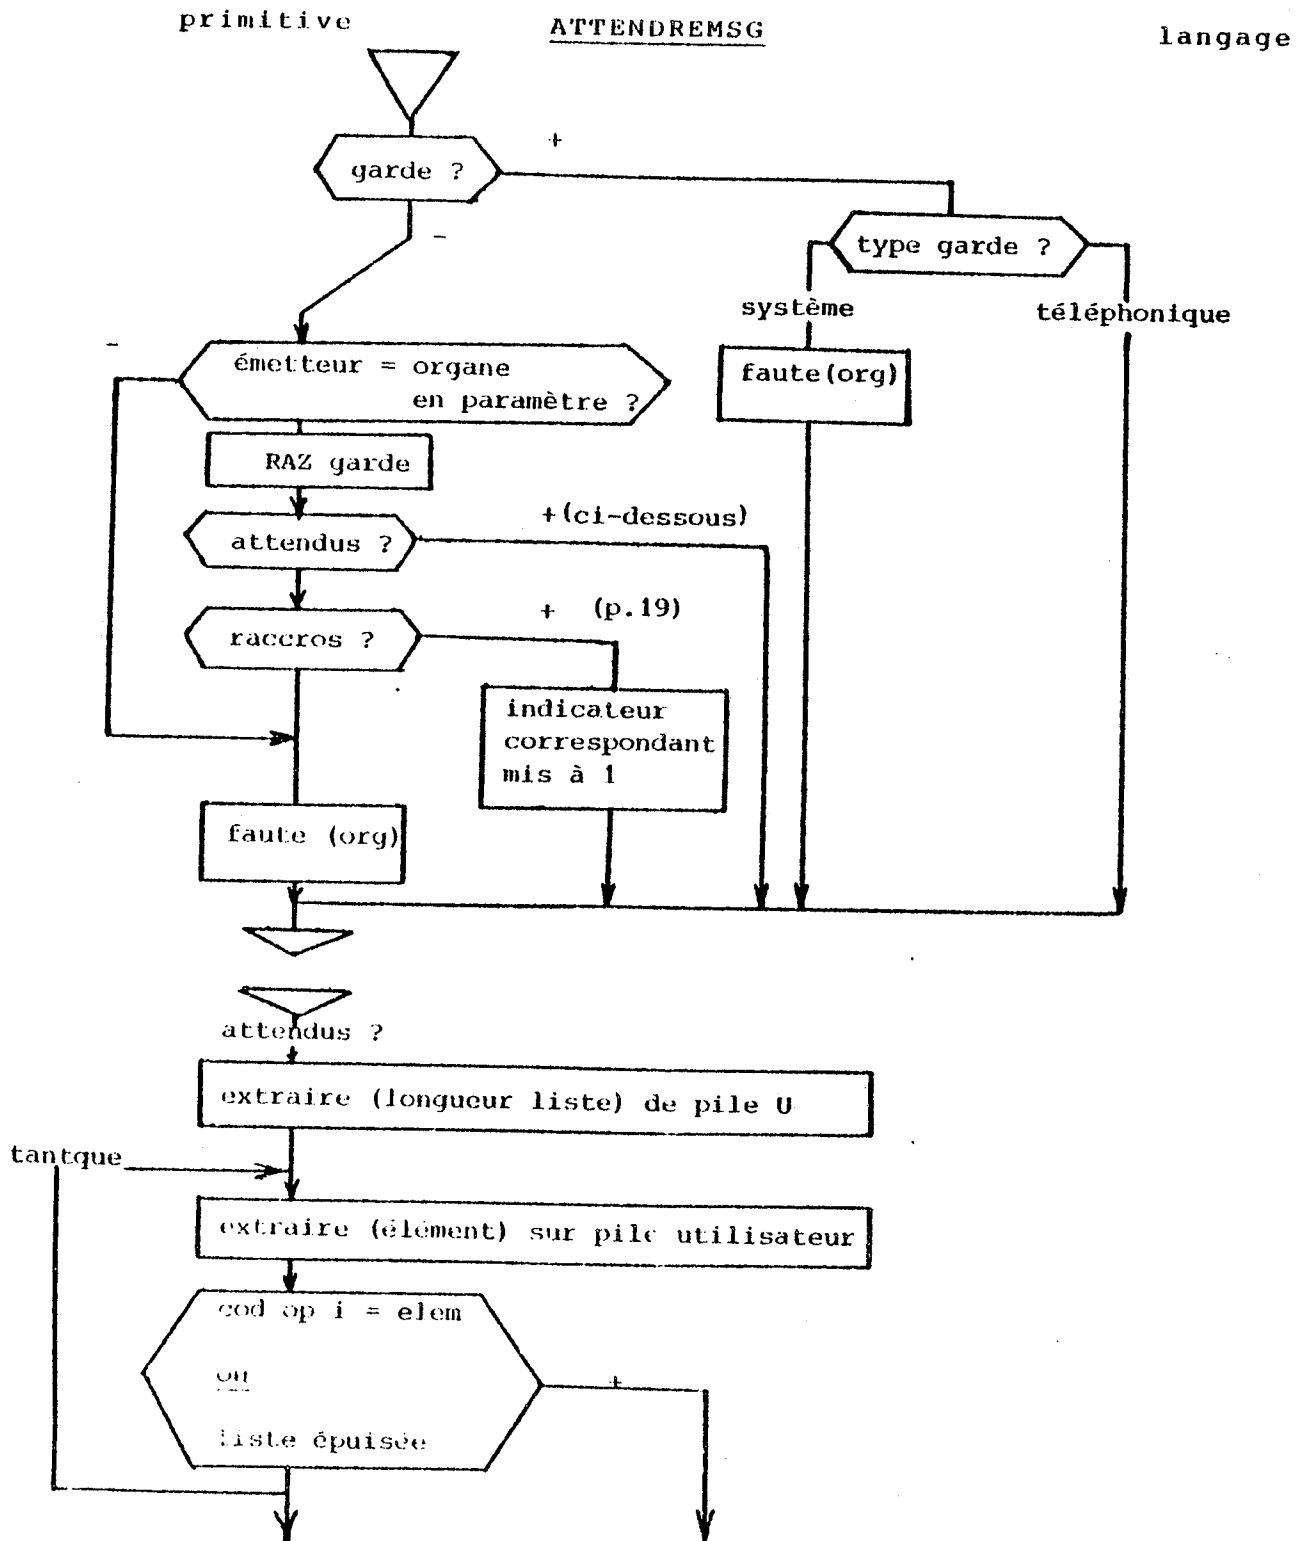 primitive ATTENDREMSG langage
garde ?
+
type garde ?
-
système
téléphonique
-
émetteur = organe
en paramètre ?
faute(org)
RAZ garde
+(ci-dessous)
attendus ?
+ (p.19)
raccros ?
indicateur
correspondant
mis à 1
faute (org)
attendus ?
extraire (longueur liste) de pile U
tantque
extraire (élément) sur pile utilisateur
cod op i = elem
ou
+
liste épuisée